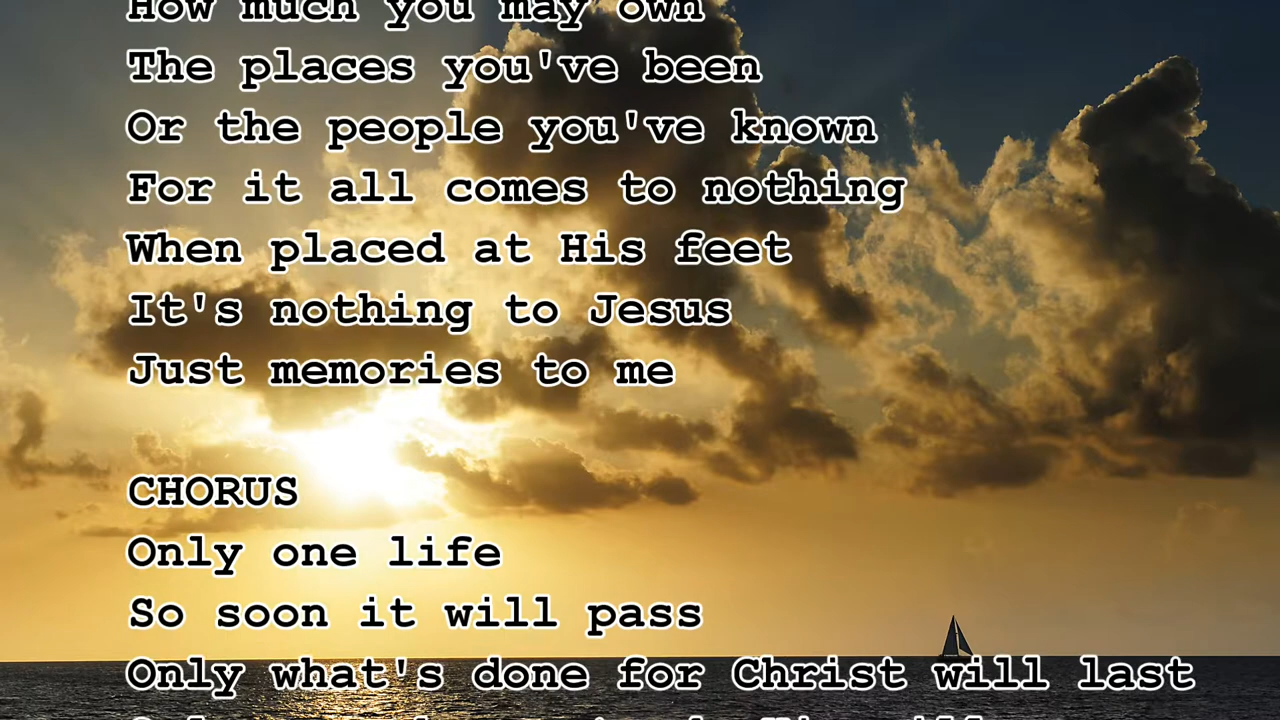 How much you may own
The places you've been
Or the people you've known
For it all comes to nothing
When placed at His feet
It's nothing to Jesus
Just memories to me
CHORUS
Only one life
So soon it will pass
Only what's done for Christ will last